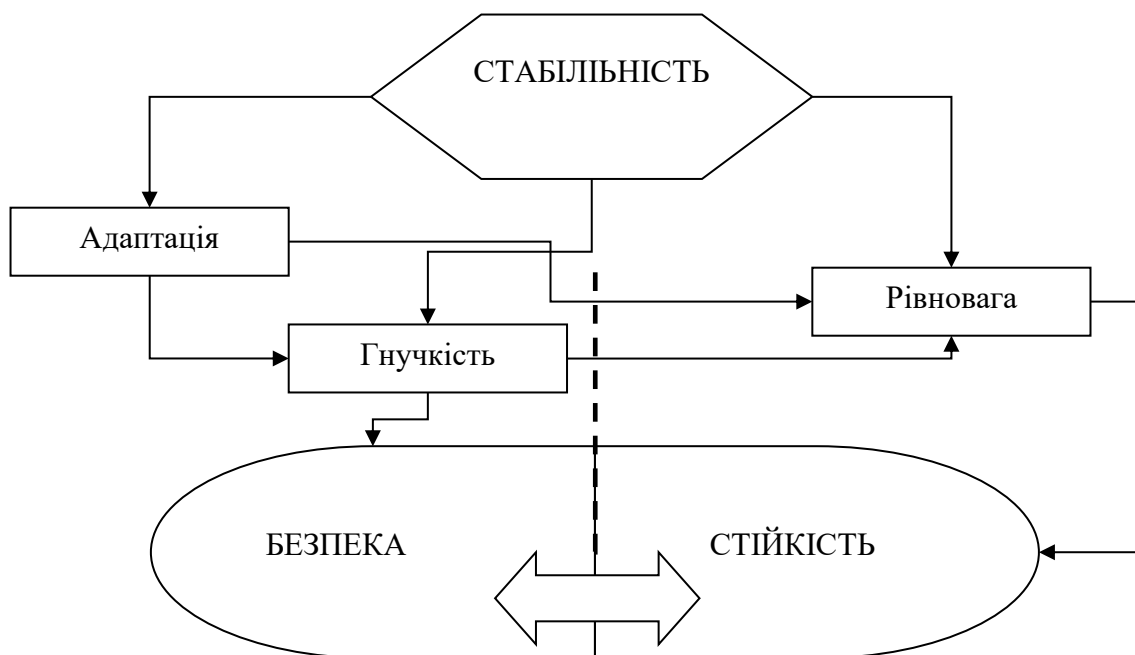 СТАБІЛІЬНІСТЬ
Адаптація
Рівновага
Гнучкість
БЕЗПЕКА
СТІЙКІСТЬ